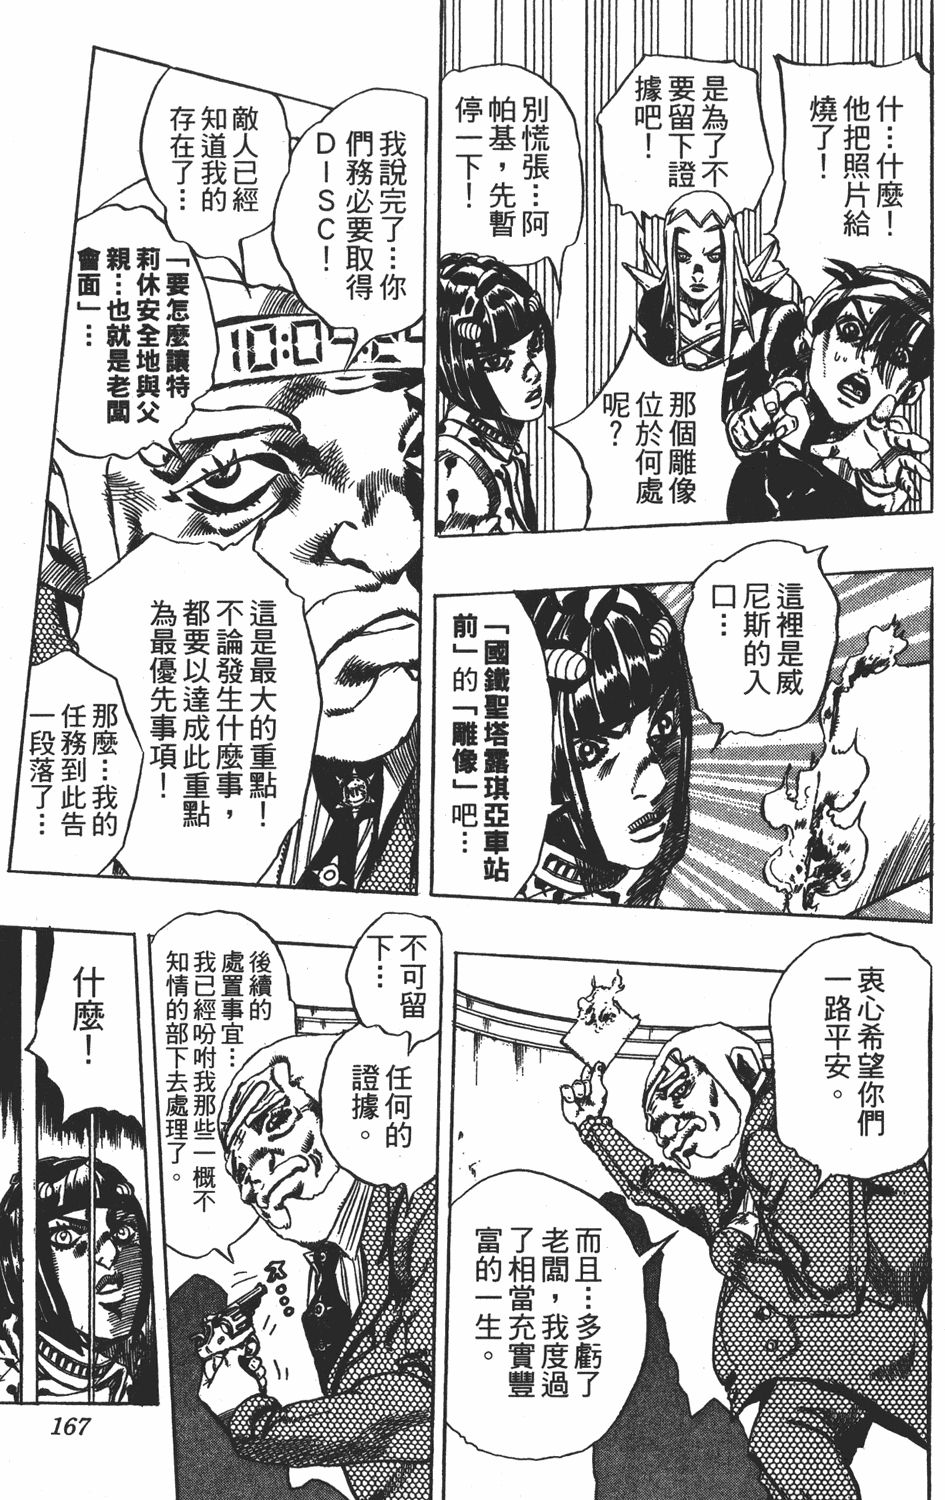 什…什麼！
他把照片給
燒了！
是為了不
要留下證
據吧！
別慌張…阿
帕基，先暫
停一下！
那個雕像
位於何處
呢？
我說完了…你
們務必要取得
DISC！
敵人已經
知道我的
存在了…
「要怎麼讓特
莉休安全地與父
親…也就是老闆
會面」…
10:04:24
這是最大的重點！
不論發生什麼事，
都要以達成此重點
為最優先事項！
那麼…我的
任務到此告
一段落了…
這裡是威
尼斯的入
口…
「國鐵聖塔露琪亞車站
前」的「雕像」吧…
衷心希望你們
一路平安。
而且…多虧了
老闆，我度過
了相當充實豐
富的一生。
不可留
下…
任何的
證據。
後續的
處置事宜…
我已經吩咐我那些一概不
知情的部下去處理了。
什麼！
167